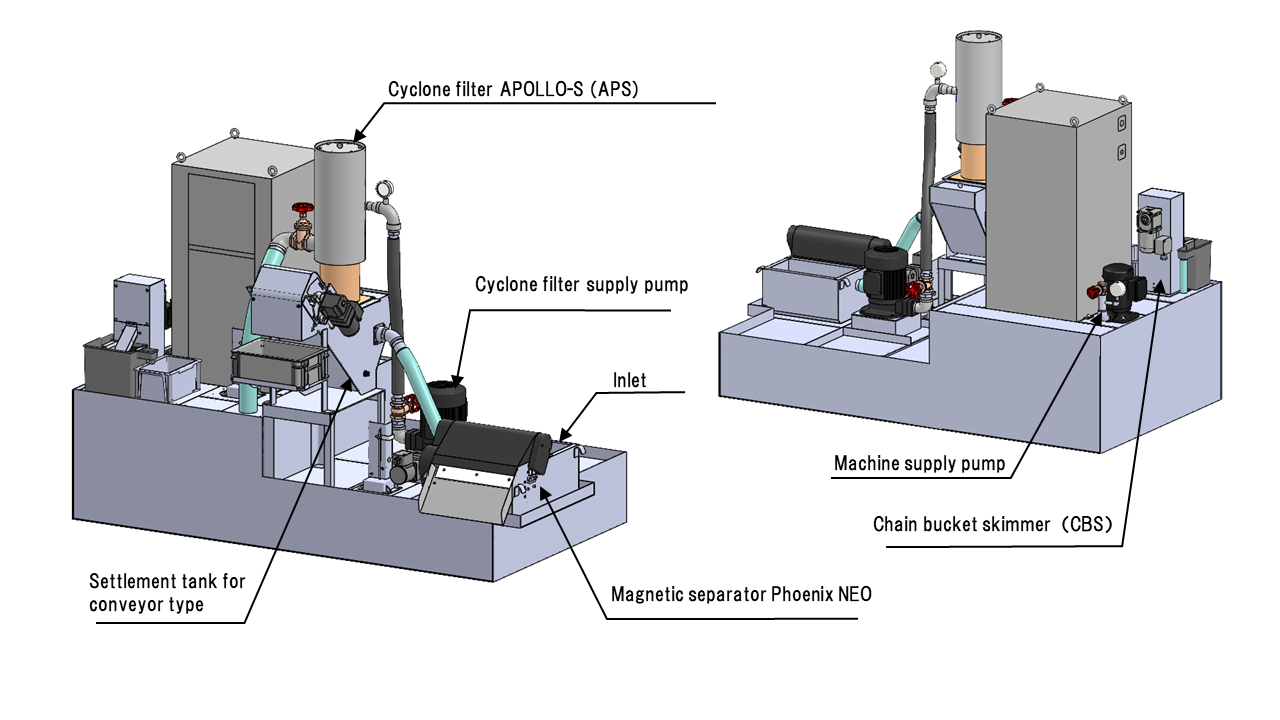 Cyclone filter APOLLO-S (APS)
Cyclone filter supply pump
Inlet
Machine supply pump
Chain bucket skimmer (CBS)
Settlement tank for
conveyor type
Magnetic separator Phoenix NEO